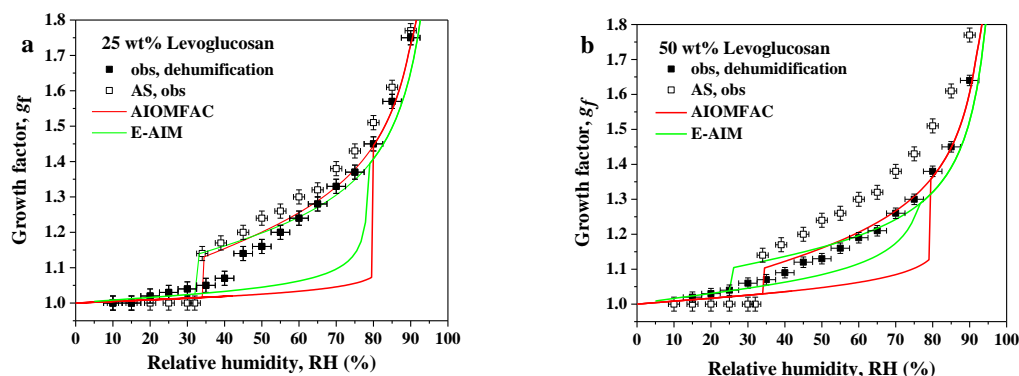 a
25 wt% Levoglucosan
obs, dehumification
AS, obs
AIOMFAC
E-AIM
Growth factor, gf
1.8
1.7
1.6
1.5
1.4
1.3
1.2
1.1
1.0
0 10 20 30 40 50 60 70 80 90 100
Relative humidity, RH (%)
b
50 wt% Levoglucosan
obs, dehumidification
AS, obs
AIOMFAC
E-AIM
Growth factor, gf
1.8
1.7
1.6
1.5
1.4
1.3
1.2
1.1
1.0
0 10 20 30 40 50 60 70 80 90 100
Relative humidity, RH (%)